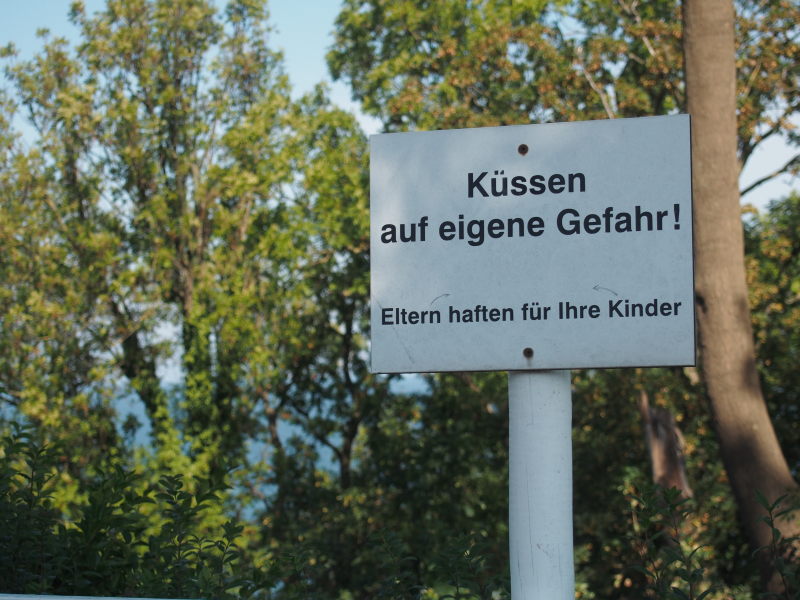 Küssen
auf eigene Gefahr!
Eltern haften für Ihre Kinder